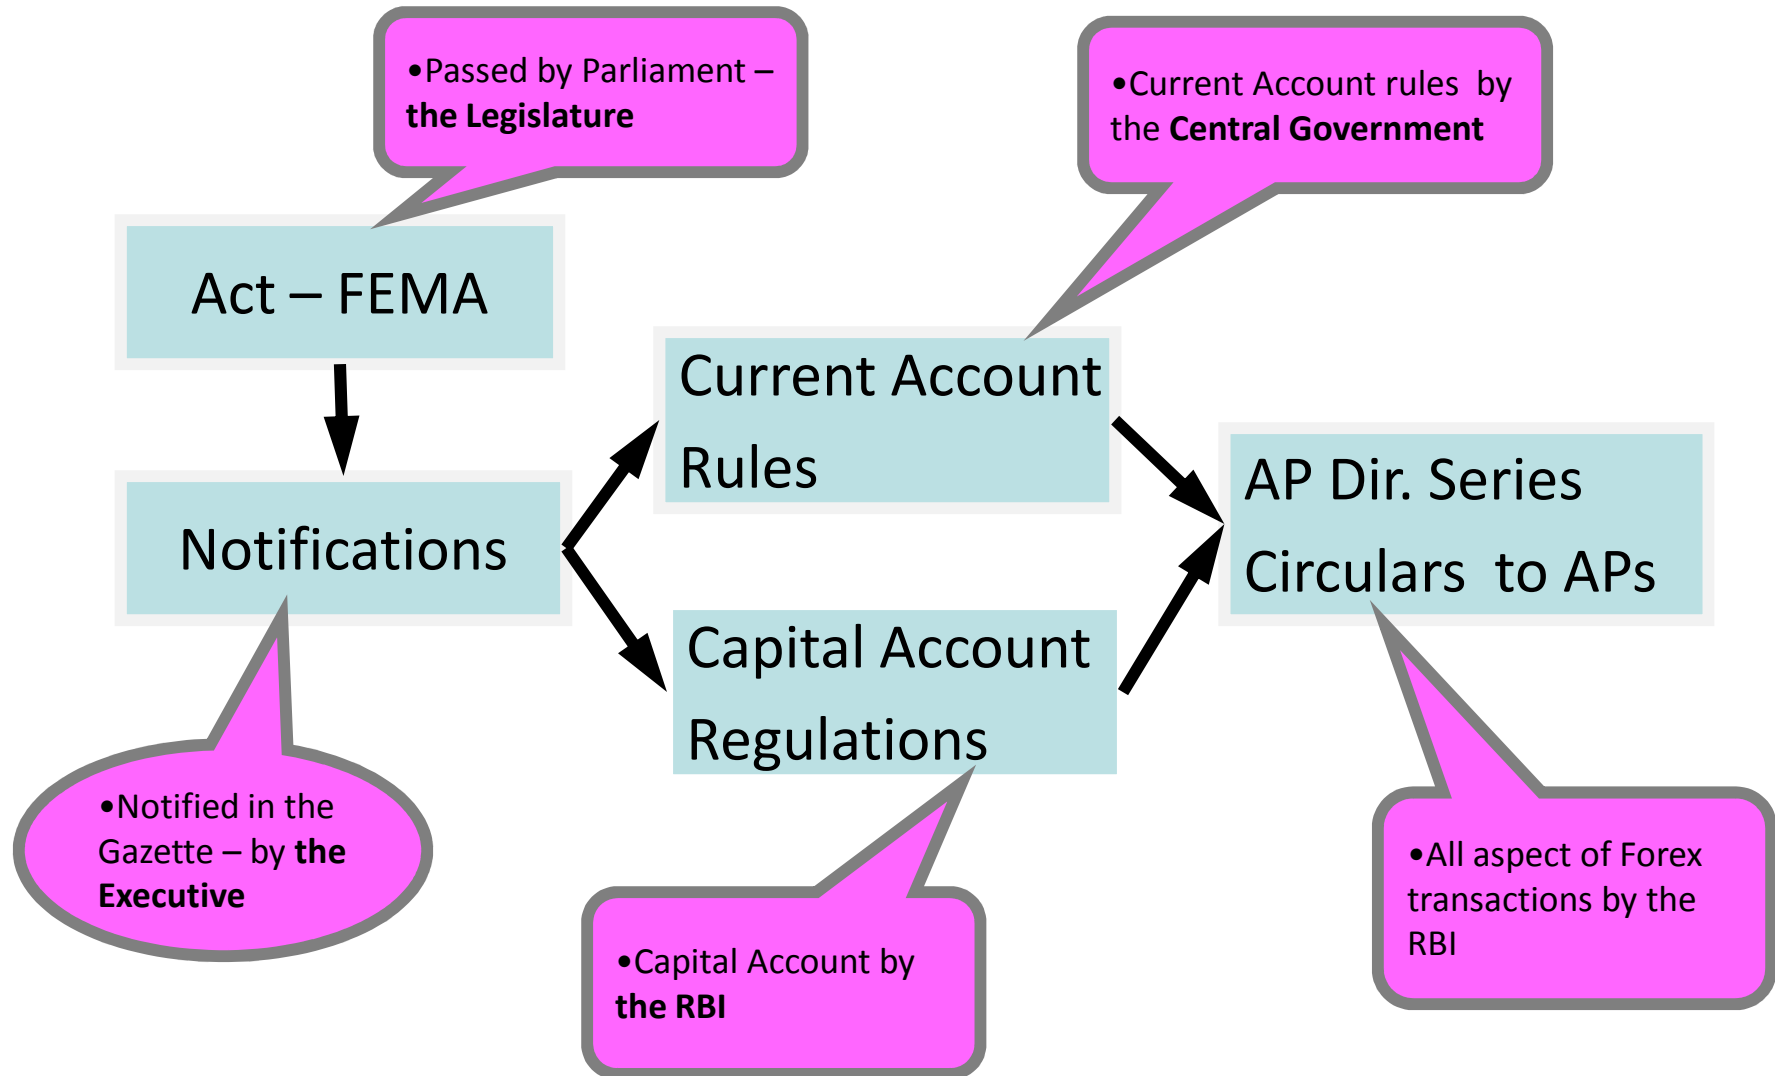 •Passed by Parliament –
the Legislature
•Current Account rules  by
the Central Government
Act – FEMA
Current Account
Rules
AP Dir. Series
Circulars  to APs
Notifications
Capital Account
Regulations
•Notified in the
Gazette – by the
Executive
•All aspect of Forex
transactions by the
RBI
•Capital Account by
the RBI